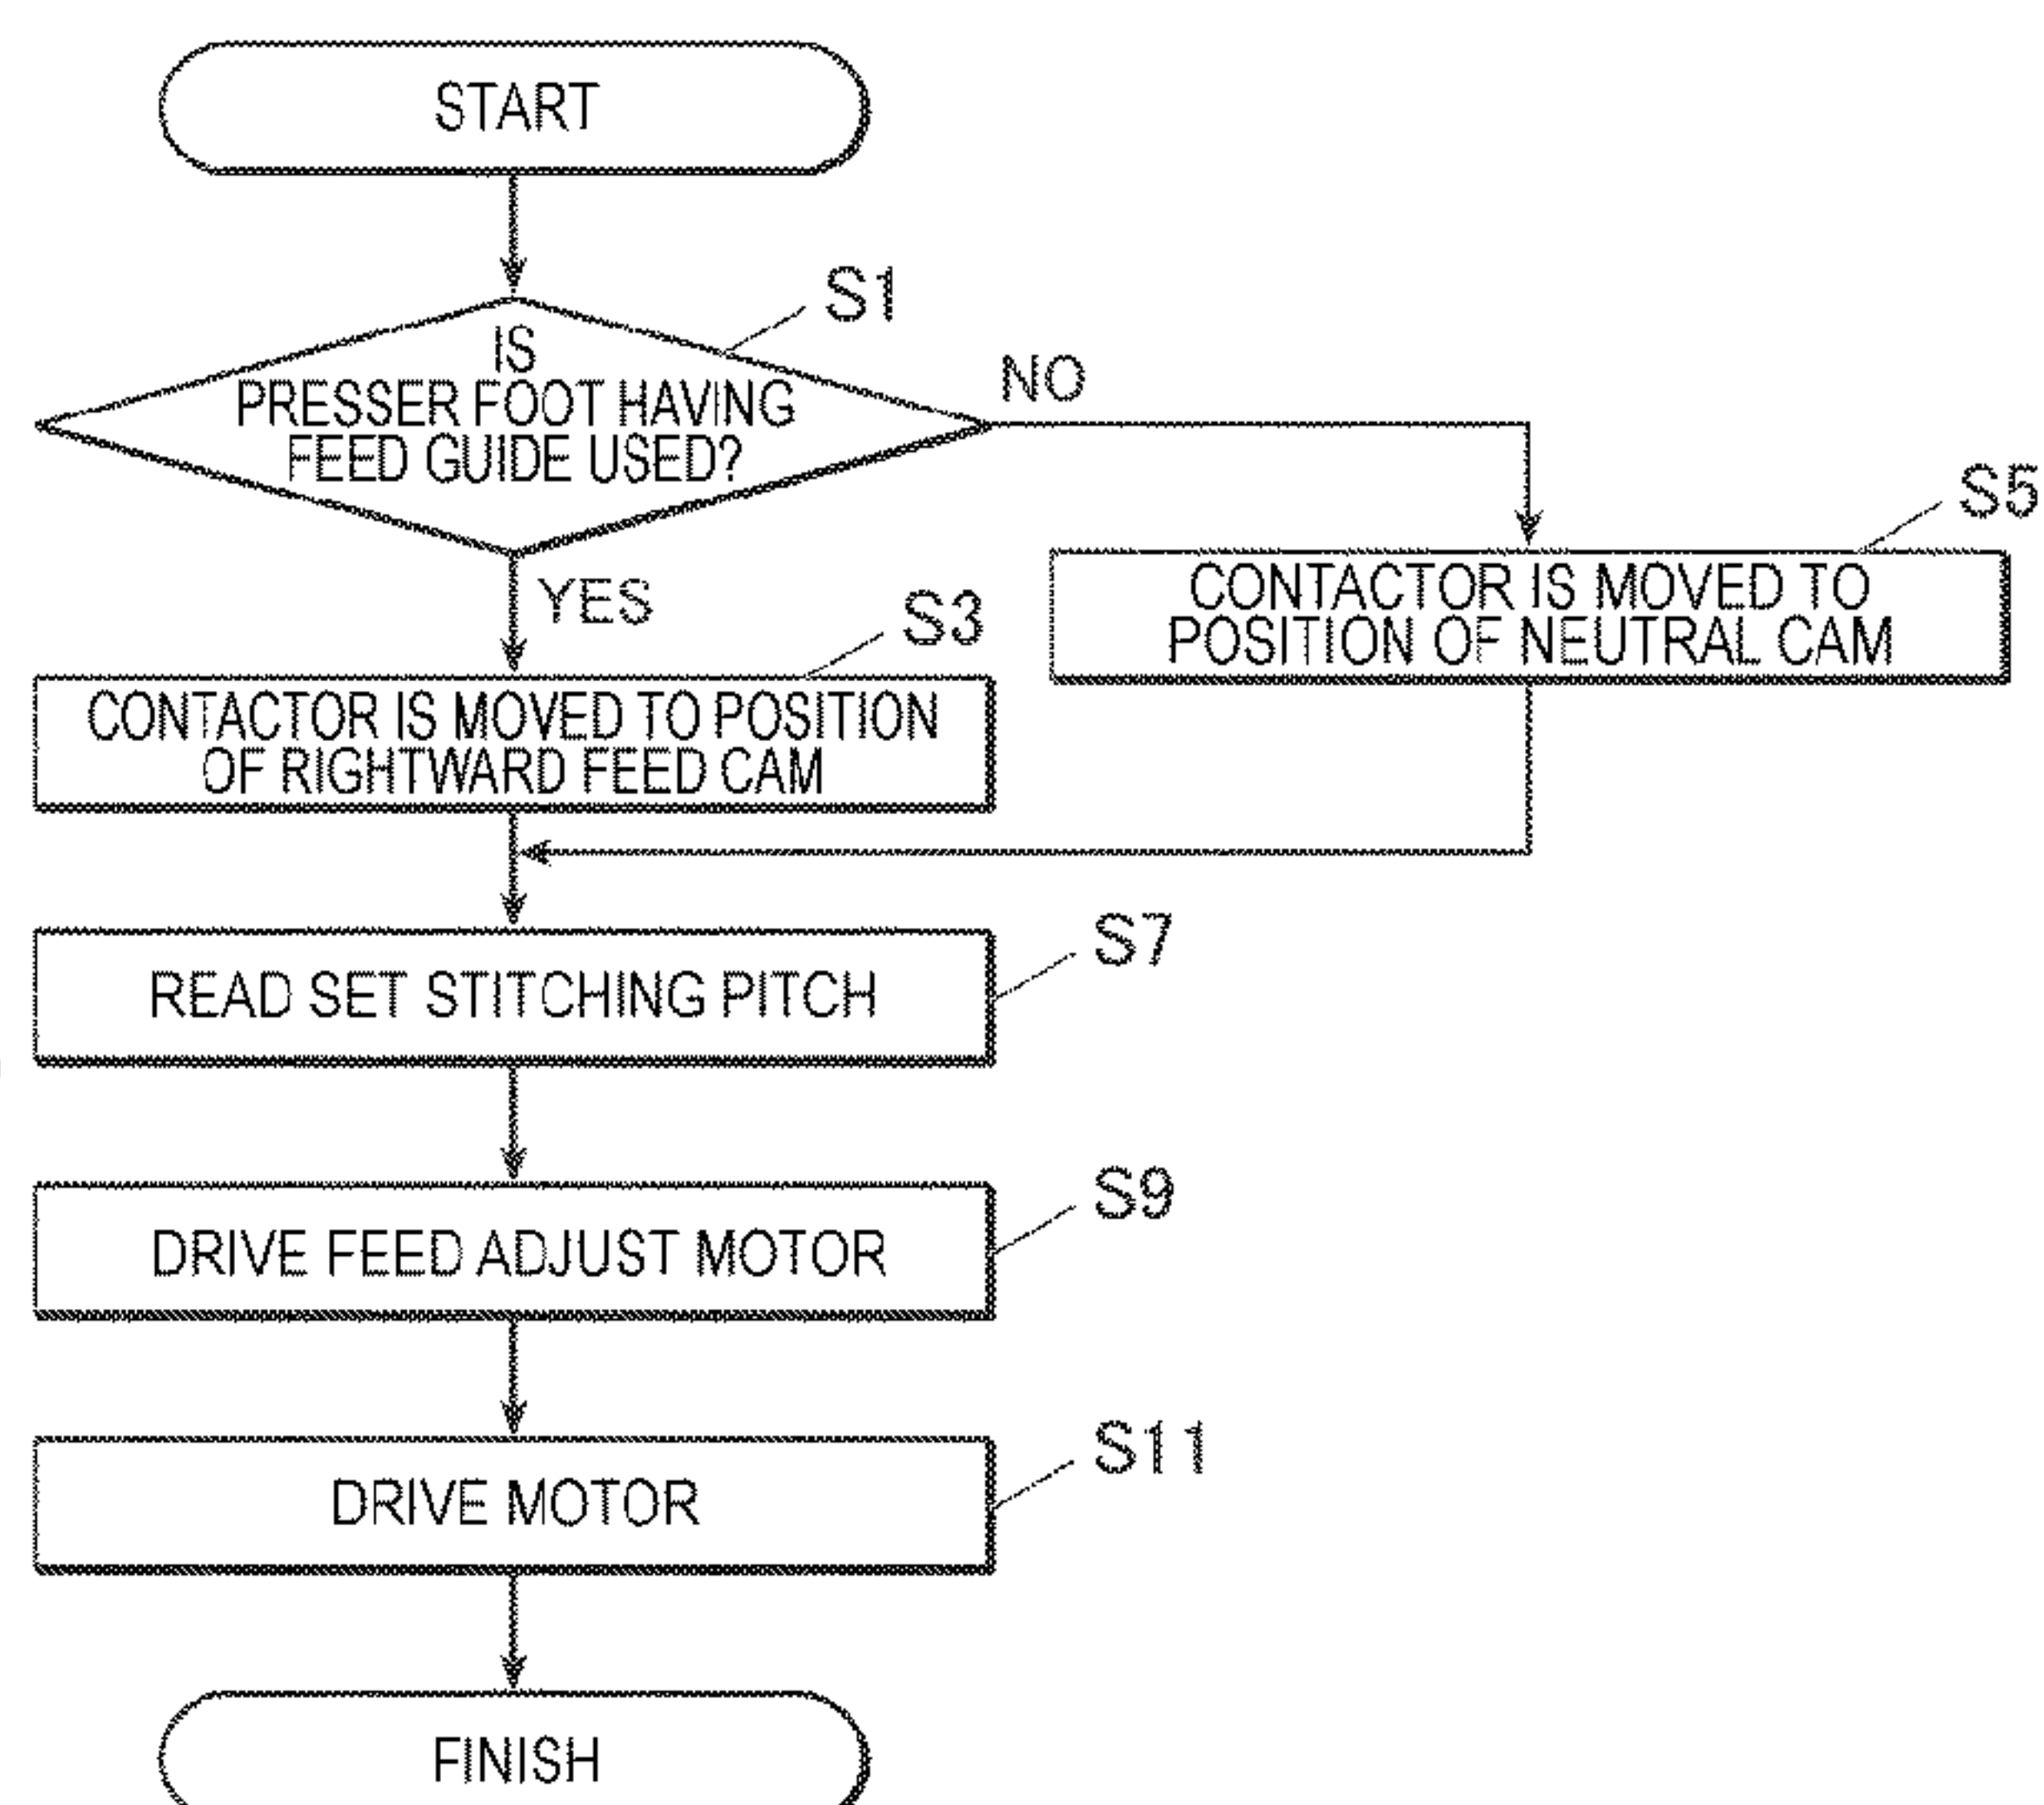 START
S1
IS
PRESSER FOOT HAVING
FEED GUIDE USED?
NO
YES
S5
CONTACTOR IS MOVED TO
POSITION OF NEUTRAL CAM
S3
CONTACTOR IS MOVED TO POSITION
OF RIGHTWARD FEED CAM
S7
READ SET STITCHING PITCH
S9
DRIVE FEED ADJUST MOTOR
S11
DRIVE MOTOR
FINISH